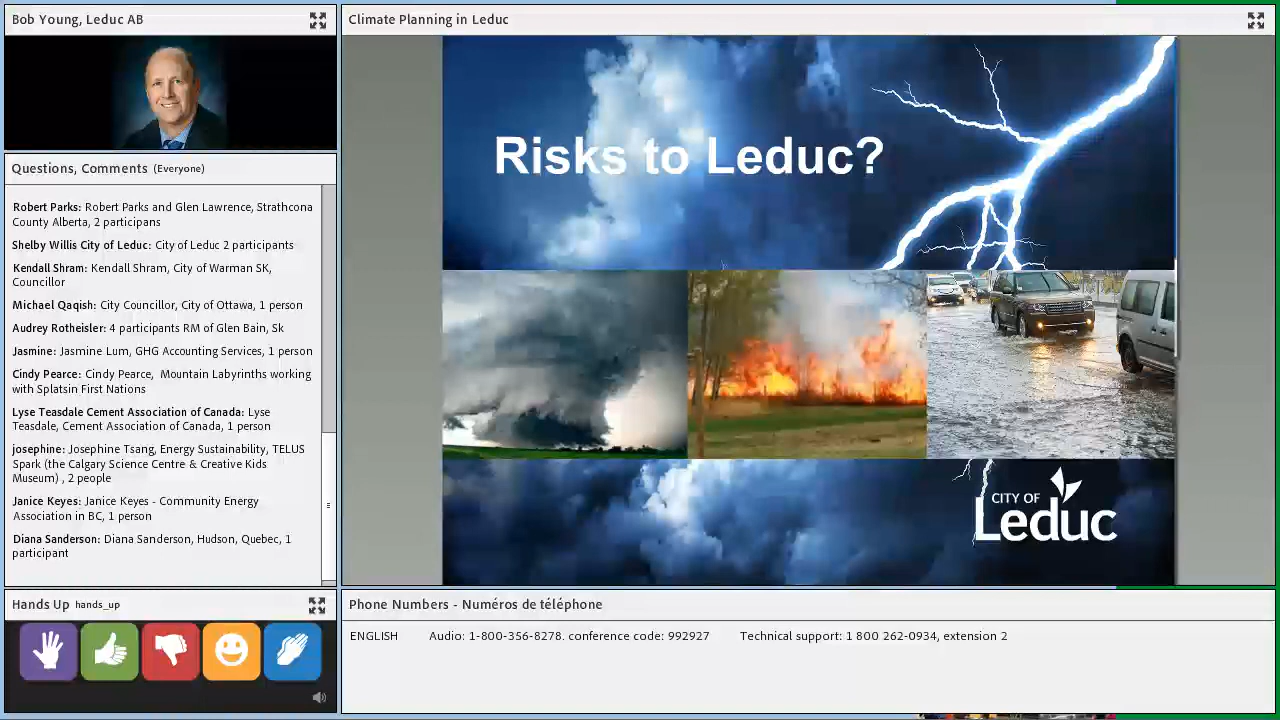 Bob Young, Leduc AB
Questions, Comments (Everyone)
Robert Parks: Robert Parks and Glen Lawrence, Strathcona
County Alberta, 2 participans
Shelby Willis City of Leduc: City of Leduc 2 participants
Kendall Shram: Kendall Shram, City of Warman SK,
Councillor
Michael Qaqish: City Councillor, City of Ottawa, 1 person
Audrey Rotheisler: 4 participants RM of Glen Bain, Sk
Jasmine: Jasmine Lum, GHG Accounting Services, 1 person
Cindy Pearce: Cindy Pearce, Mountain Labyrinths working
with Splatsin First Nations
Lyse Teasdale Cement Association of Canada: Lyse
Teasdale, Cement Association of Canada, 1 person
josephine: Josephine Tsang, Energy Sustainability, TELUS
Spark (the Calgary Science Centre & Creative Kids
Museum) , 2 people
Janice Keyes: Janice Keyes - Community Energy
Association in BC, 1 person
Diana Sanderson: Diana Sanderson, Hudson, Quebec, 1
participant
Hands Up hands_up
Climate Planning in Leduc
Risks to Leduc?
CITY OF
Leduc
Phone Numbers - Numéros de téléphone
ENGLISH Audio: 1-800-356-8278. conference code: 992927 Technical support: 1 800 262-0934, extension 2